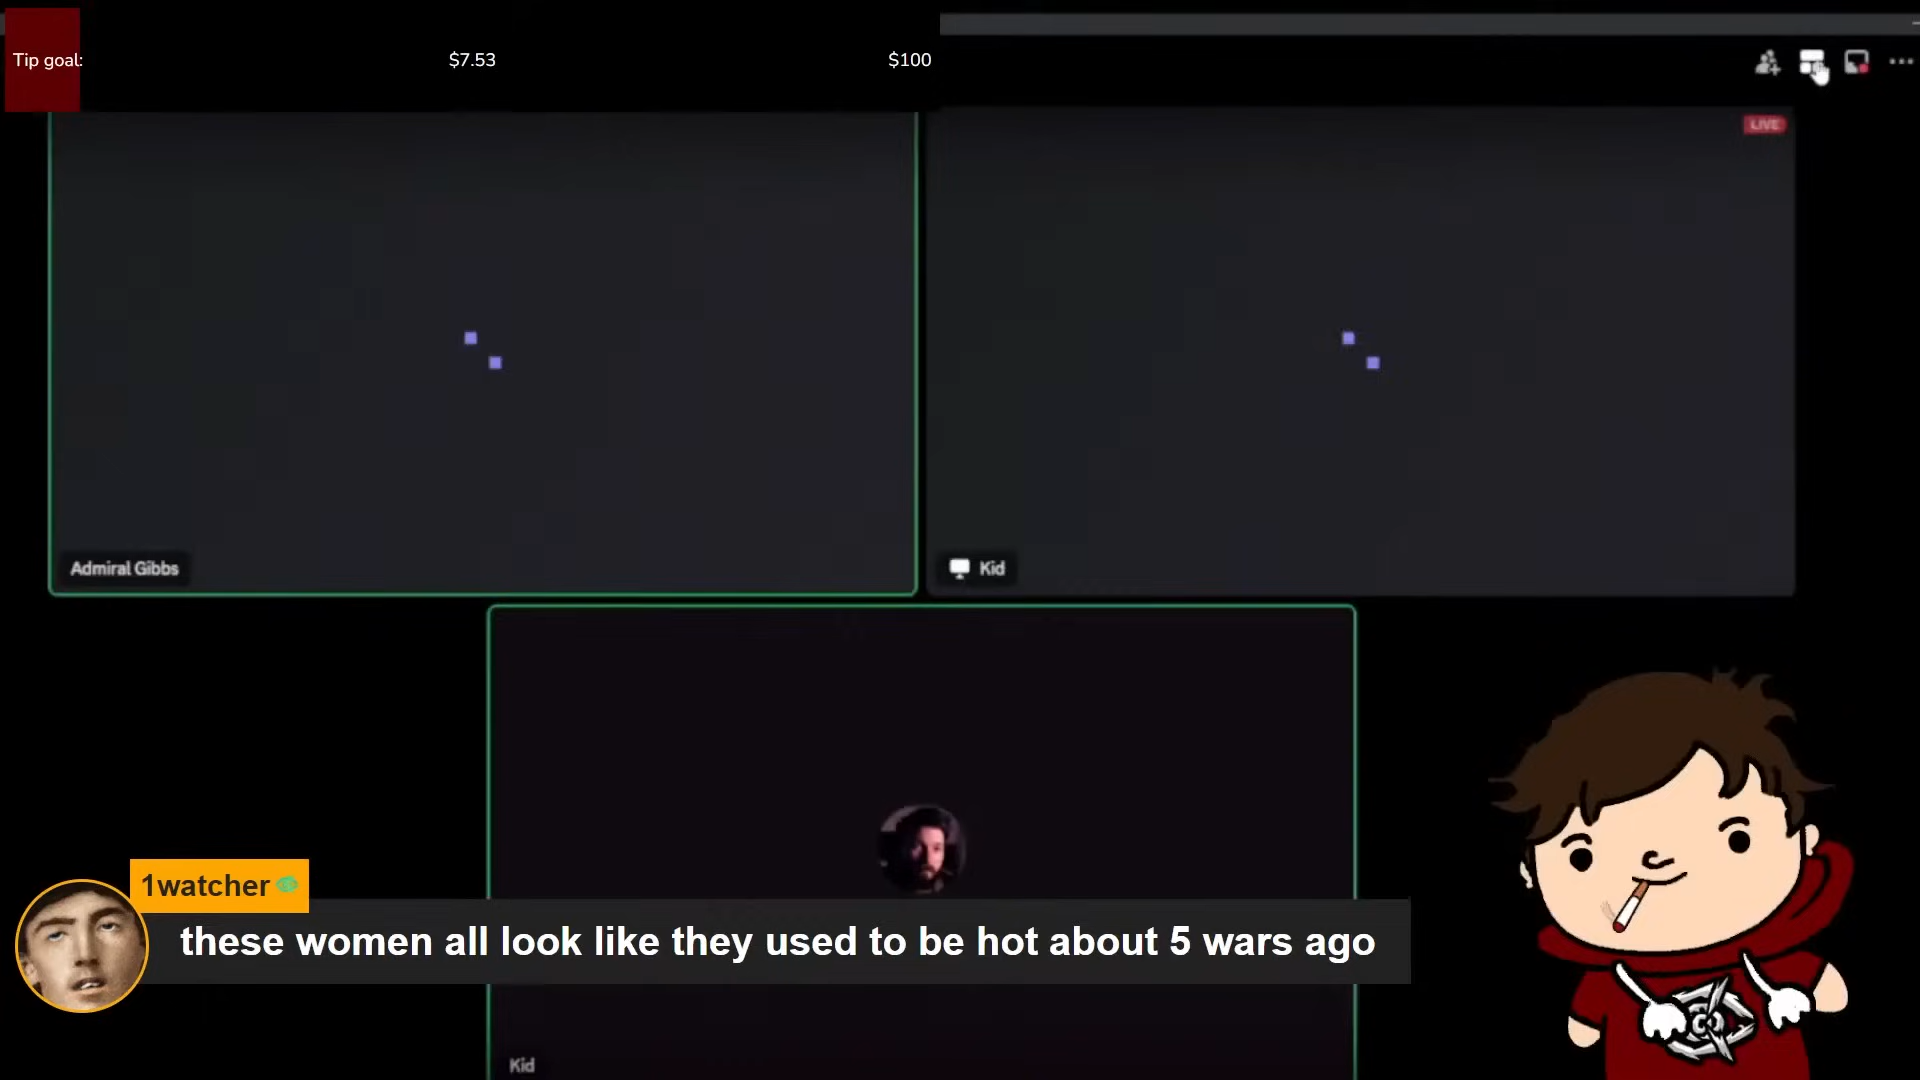 Tip goal:
$7.53
$100
LIVE
Admiral Gibbs
Kid
1watcher
these women all look like they used to be hot about 5 wars ago
Kid